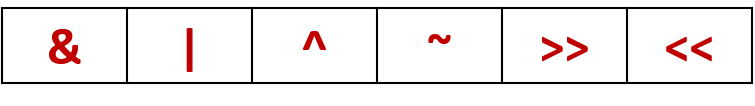 & | ^ ~ >> <<